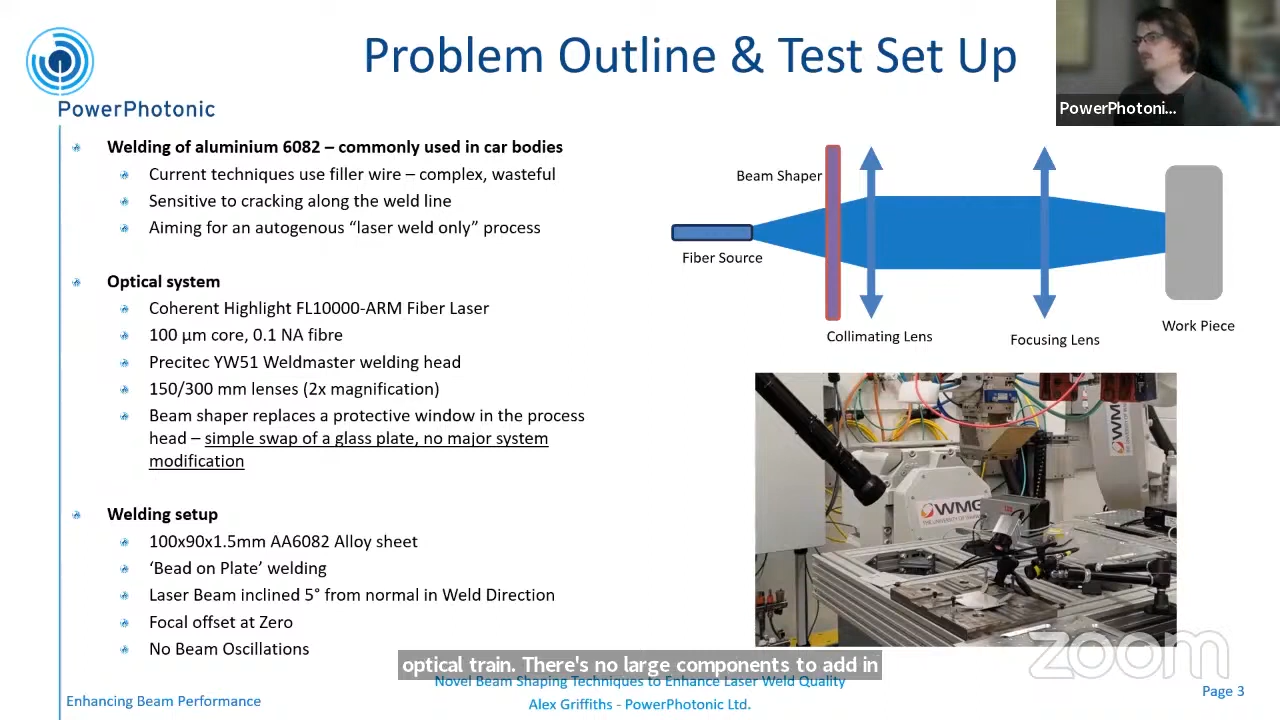 Problem Outline & Test Set Up
PowerPhotonic
PowerPhotoni...
Welding of aluminium 6082 – commonly used in car bodies
Current techniques use filler wire – complex, wasteful
Sensitive to cracking along the weld line
Aiming for an autogenous “laser weld only” process
Optical system
Coherent Highlight FL10000-ARM Fiber Laser
100 µm core, 0.1 NA fibre
Precitec YW51 Weldmaster welding head
150/300 mm lenses (2x magnification)
Beam shaper replaces a protective window in the process
head – simple swap of a glass plate, no major system
modification
Welding setup
100x90x1.5mm AA6082 Alloy sheet
‘Bead on Plate’ welding
Laser Beam inclined 5° from normal in Weld Direction
Focal offset at Zero
No Beam Oscillations
Beam Shaper
Fiber Source
Collimating Lens
Focusing Lens
Work Piece
WMG
WMG
zoom
optical train. There's no large components to add in
Novel Beam Shaping Techniques to Enhance Laser Weld Quality
Enhancing Beam Performance
Alex Griffiths - PowerPhotonic Ltd.
Page 3